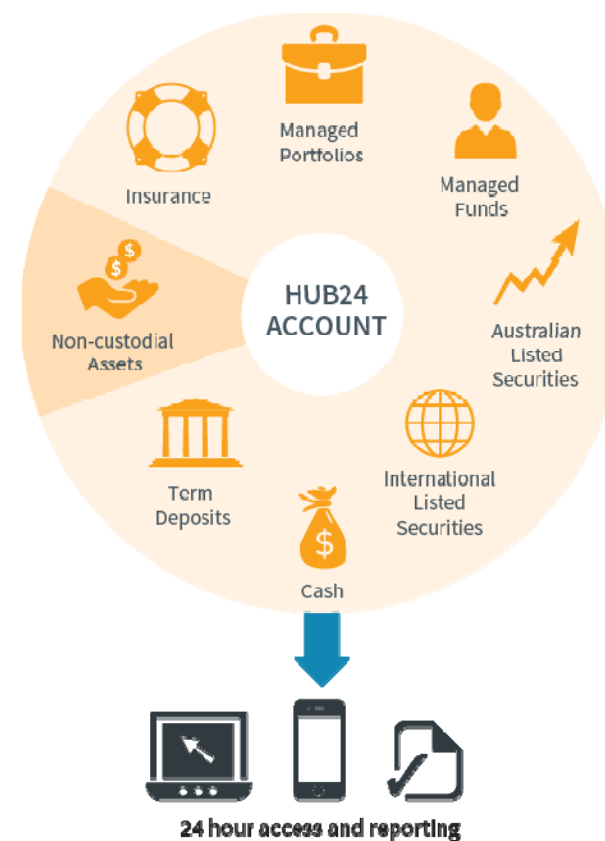 Managed
Portfolios
Managed
Funds
Insurance
HUB24
ACCOUNT
Australian
Listed
Securities
Non-custodial
Assets
International
Listed
Securities
Term
Deposits
$
$
$
Cash
24 hour access and reporting